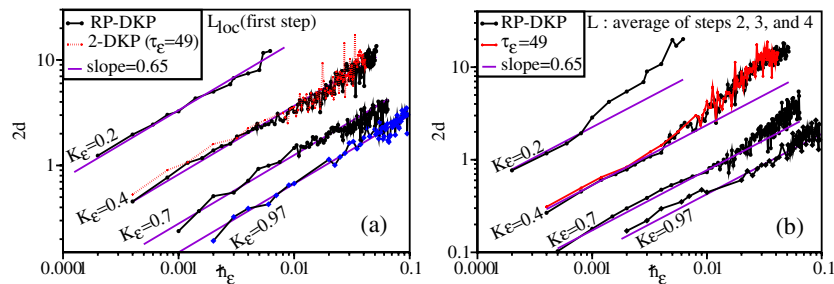 RP-DKP
2-DKP (τε=49)
slope=0.65
Lloc(first step)
10
1
2d
Kε=0.2
Kε=0.4
Kε=0.7
Kε=0.97
(a)
0.0001
0.001
0.01
0.1
ħε
RP-DKP
τε=49
slope=0.65
L : average of steps 2, 3, and 4
10
1
0.1
2d
Kε=0.2
Kε=0.4
Kε=0.7
Kε=0.97
(b)
0.0001
0.001
0.01
0.1
ħε